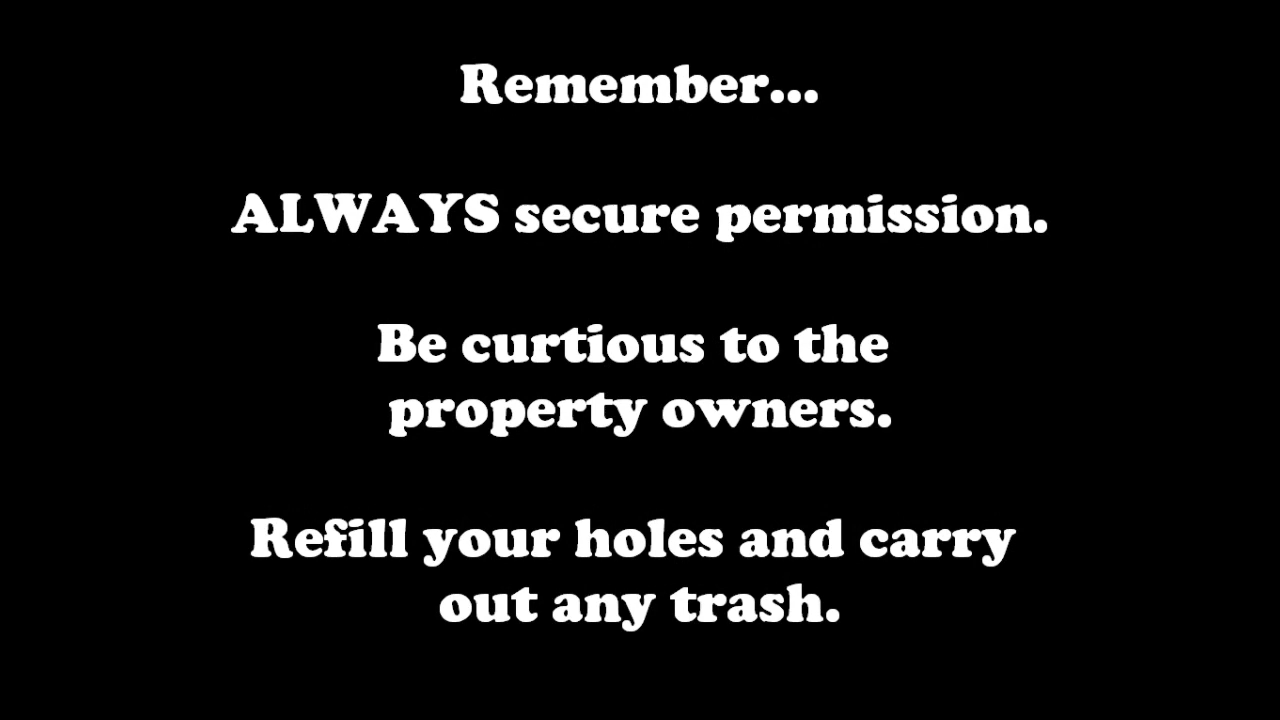 Remember...
ALWAYS secure permission.
Be curtious to the
property owners.
Refill your holes and carry
out any trash.